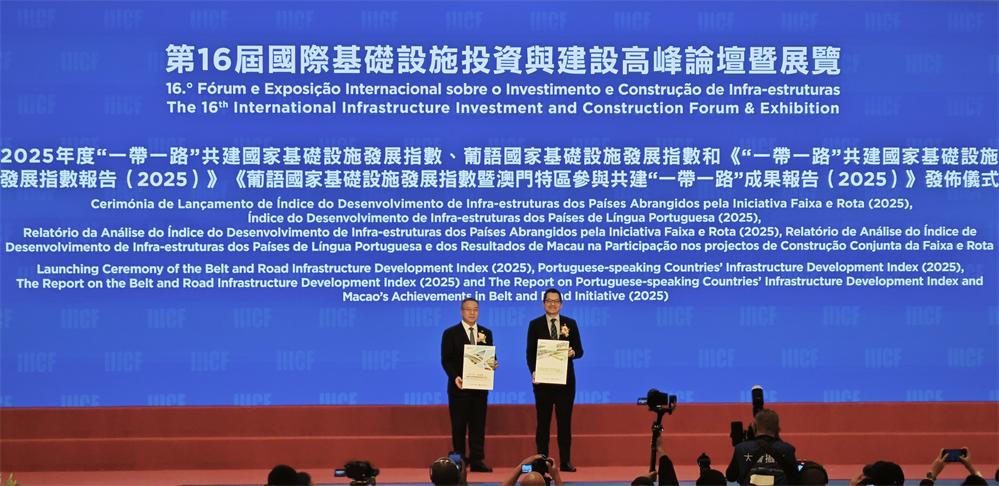 第16屆國際基礎設施投資與建設高峰論壇暨展覽
16.° Fórum e Exposição Internacional sobre o Investimento e Construção de Infra-estruturas
The 16th International Infrastructure Investment and Construction Forum & Exhibition
2025年度“一帶一路”共建國家基礎設施發展指數、葡語國家基礎設施發展指數和《“一帶一路”共建國家基礎設施
發展指數報告（2025）》《葡語國家基礎設施發展指數暨澳門特區參與共建“一帶一路”成果報告（2025）》發佈儀式
Cerimónia de Lançamento de Índice do Desenvolvimento de Infra-estruturas dos Países Abrangidos pela Iniciativa Faixa e Rota (2025),
Índice do Desenvolvimento de Infra-estruturas dos Países de Língua Portuguesa (2025),
Relatório da Análise do Índice do Desenvolvimento de Infra-estruturas dos Países Abrangidos pela Iniciativa Faixa e Rota (2025), Relatório de Análise do Índice de
Desenvolvimento de Infra-estruturas dos Países de Língua Portuguesa e dos Resultados de Macau na Participação nos projectos de Construção Conjunta da Faixa e Rota
Launching Ceremony of the Belt and Road Infrastructure Development Index (2025), Portuguese-speaking Countries’ Infrastructure Development Index (2025),
The Report on the Belt and Road Infrastructure Development Index (2025) and The Report on Portuguese-speaking Countries’ Infrastructure Development Index and
Macao’s Achievements in Belt and Road Initiative (2025)